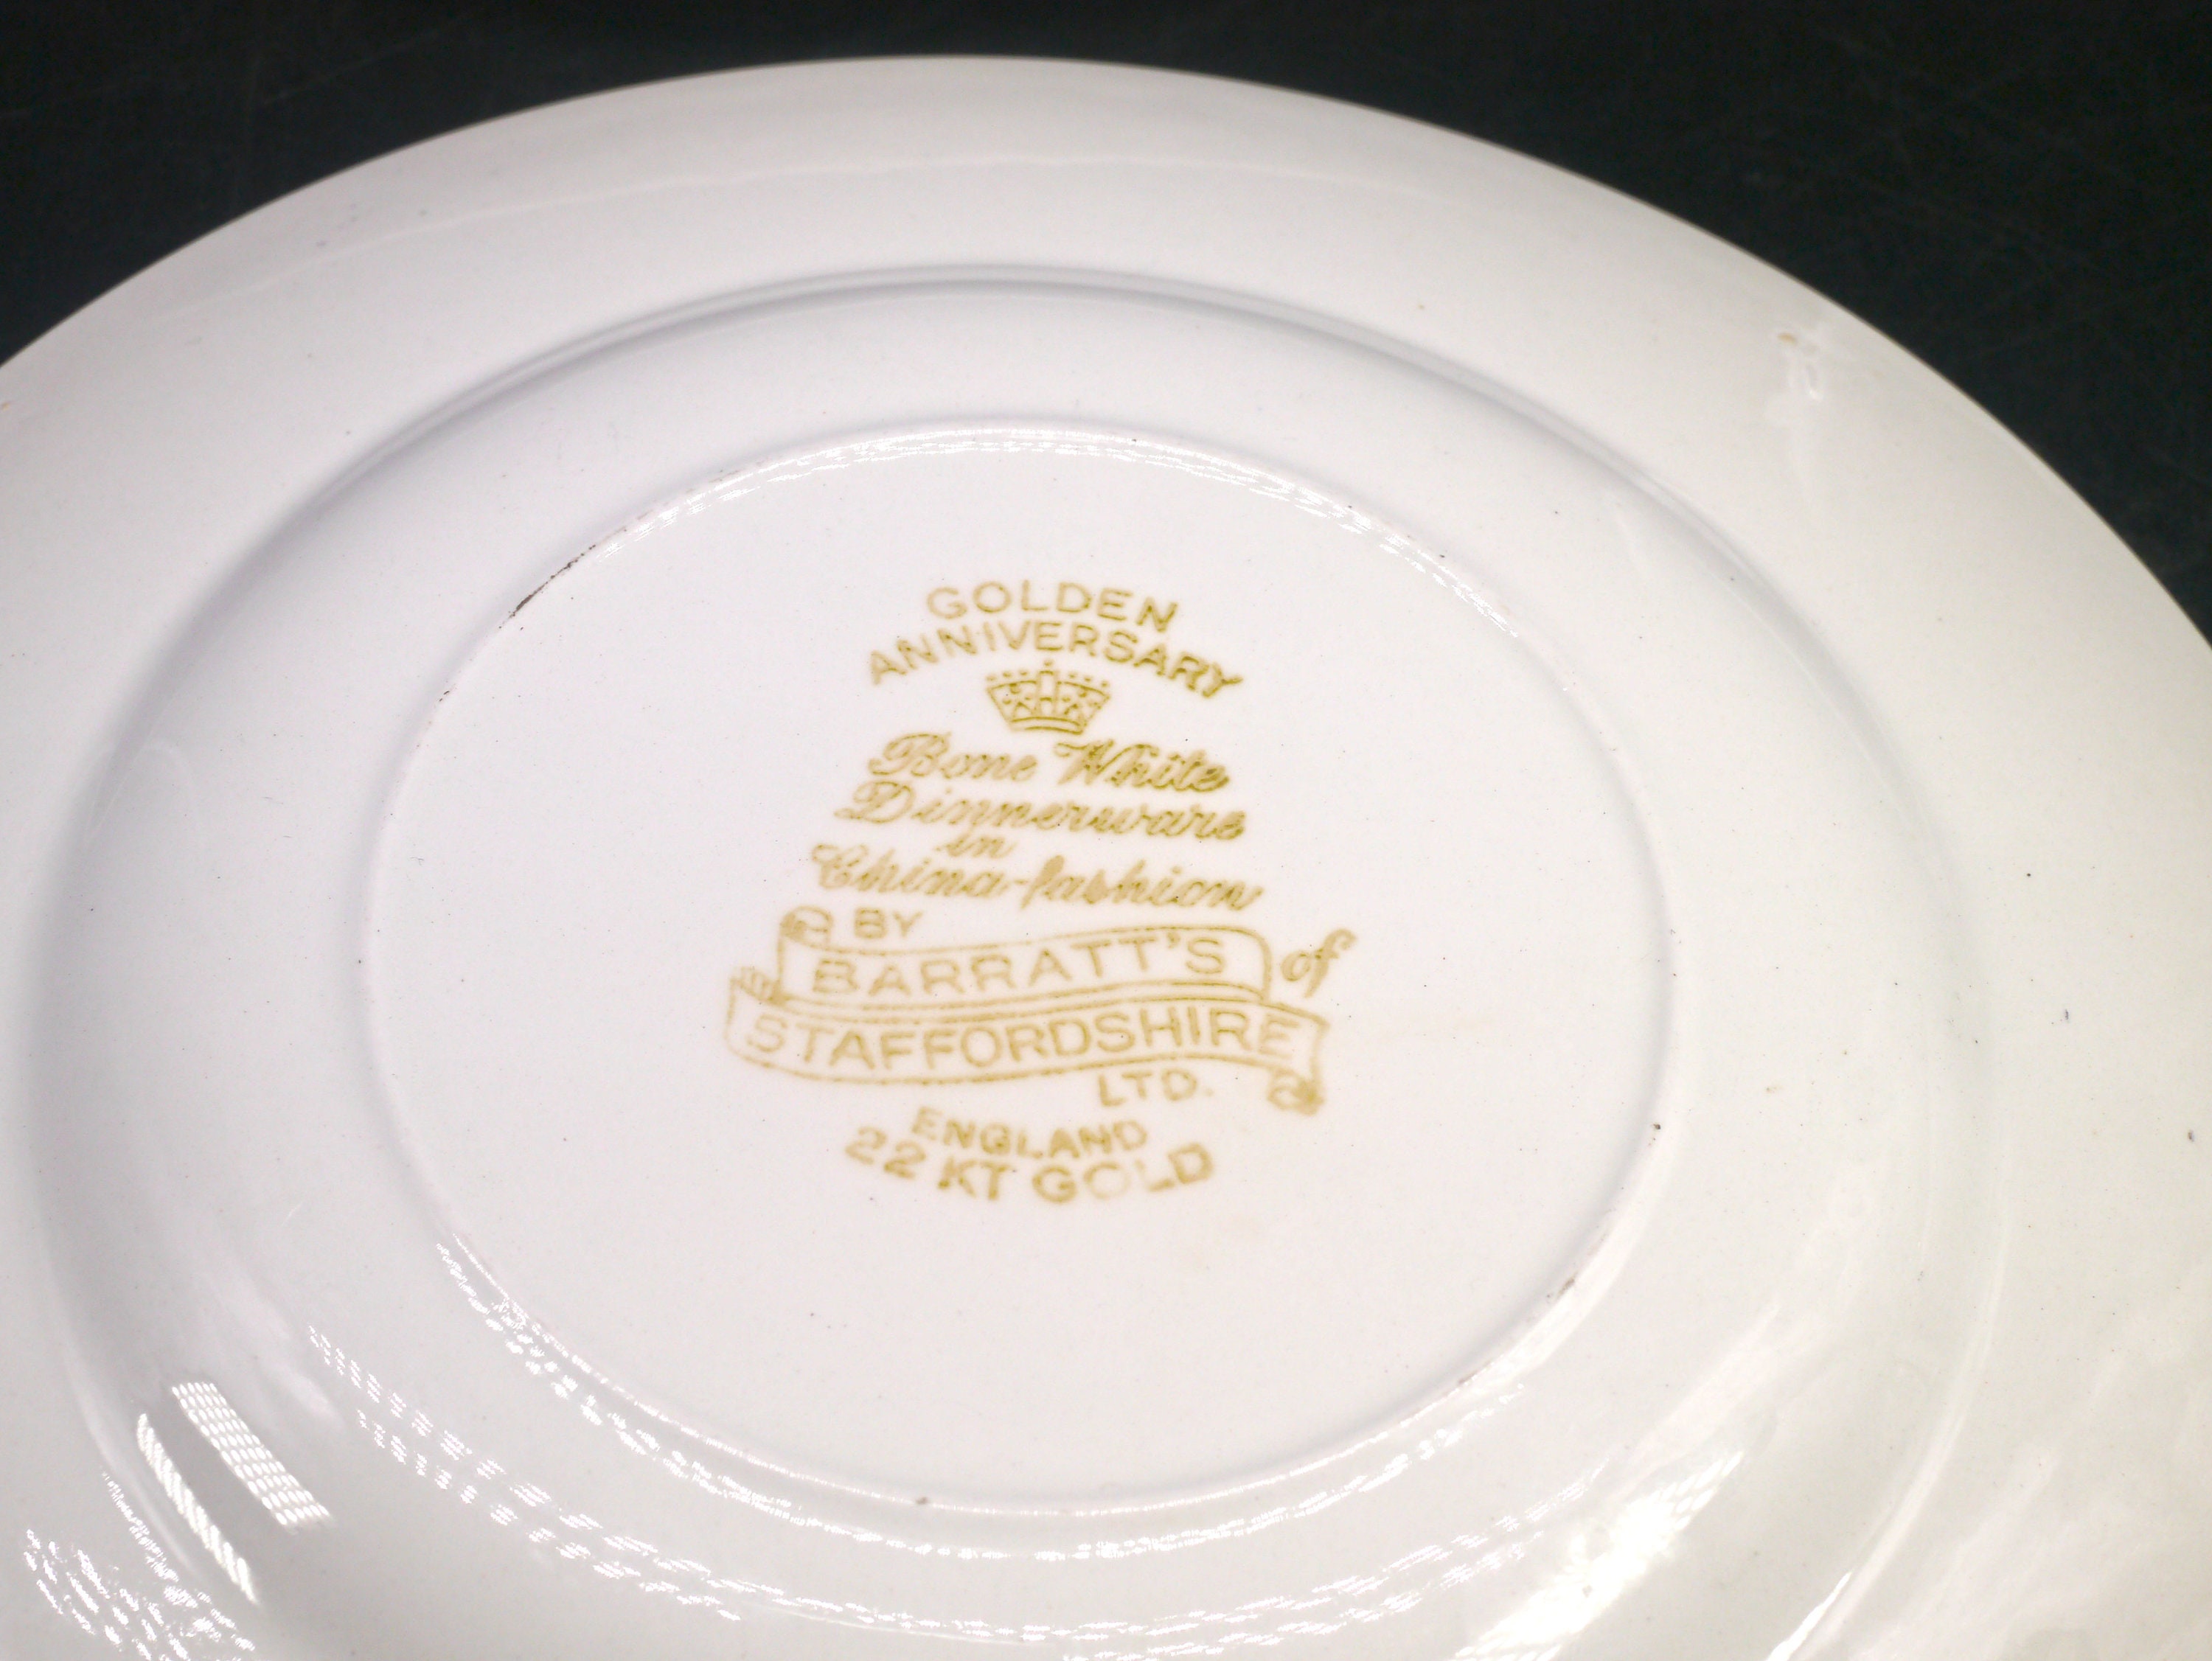 GOLDEN
ANNIVERSARY
Bone White
Dinnerware
in
China-fashion
BY
BARRATT'S of
STAFFORDSHIRE
LTD.
ENGLAND
22 KT GOLD